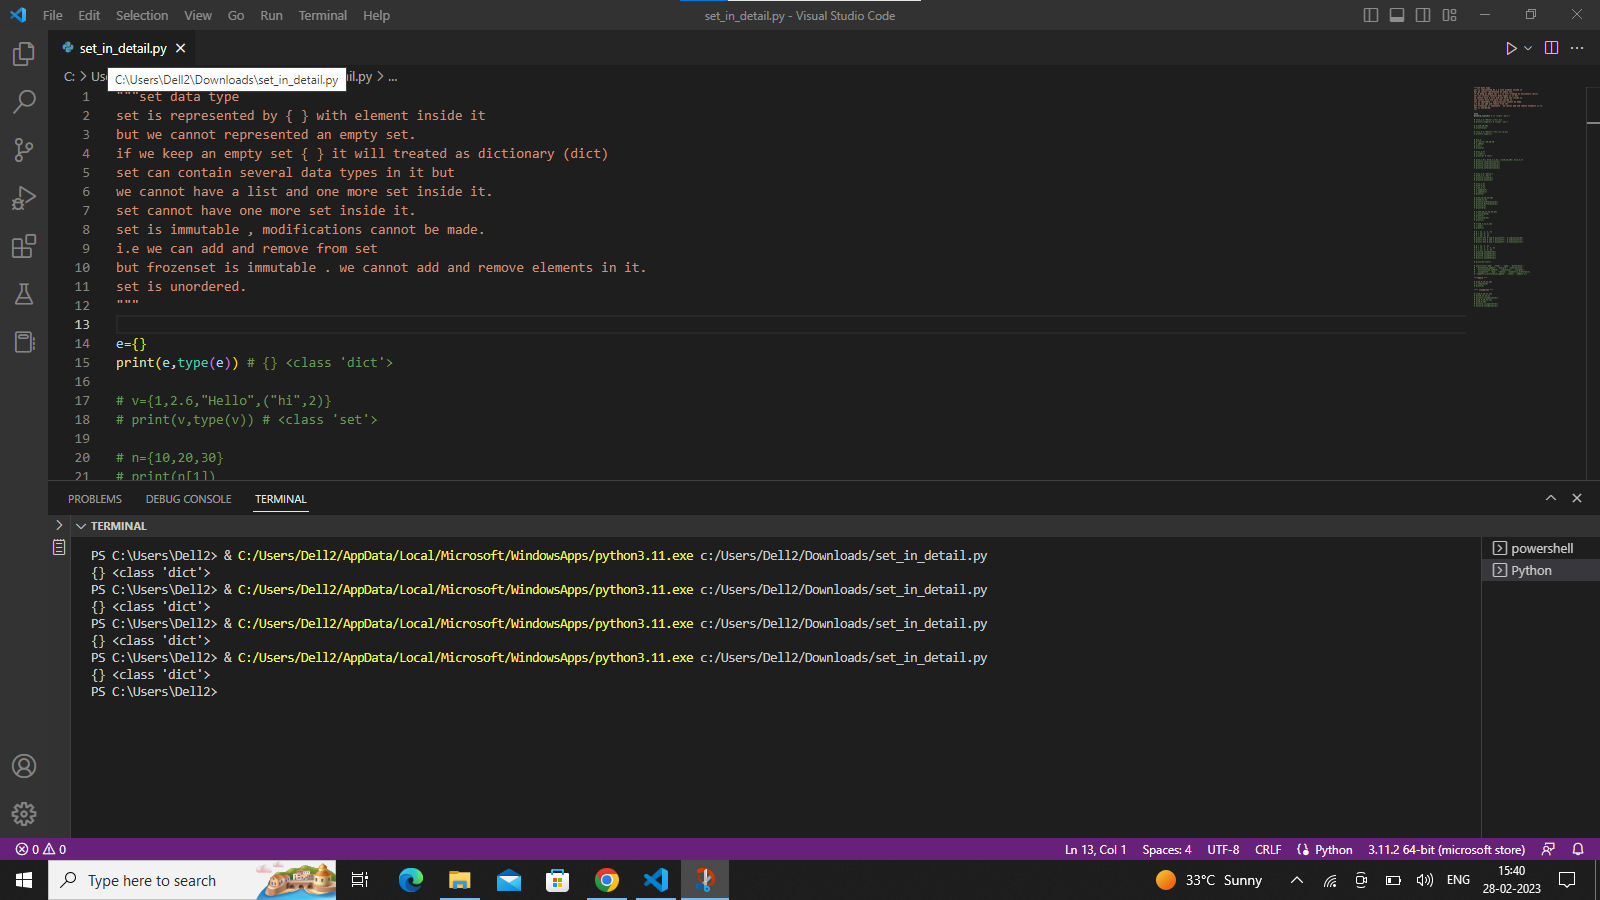 File Edit Selection View Go Run Terminal Help
set_in_detail.py - Visual Studio Code
set_in_detail.py
C: > Use
il.py > ...
C:\Users\Dell2\Downloads\set_in_detail.py
1 """set data type
2 set is represented by { } with element inside it
3 but we cannot represented an empty set.
4 if we keep an empty set { } it will treated as dictionary (dict)
5 set can contain several data types in it but
6 we cannot have a list and one more set inside it.
7 set cannot have one more set inside it.
8 set is immutable , modifications cannot be made.
9 i.e we can add and remove from set
10 but frozenset is immutable . we cannot add and remove elements in it.
11 set is unordered.
12 """
13
14 e={}
15 print(e,type(e)) # {} <class 'dict'>
16
17 # v={1,2.6,"Hello",("hi",2)}
18 # print(v,type(v)) # <class 'set'>
19
20 # n={10,20,30}
21 # print(n[1])
PROBLEMS DEBUG CONSOLE TERMINAL
TERMINAL
PS C:\Users\Dell2> & C:/Users/Dell2/AppData/Local/Microsoft/WindowsApps/python3.11.exe c:/Users/Dell2/Downloads/set_in_detail.py
{} <class 'dict'>
PS C:\Users\Dell2> & C:/Users/Dell2/AppData/Local/Microsoft/WindowsApps/python3.11.exe c:/Users/Dell2/Downloads/set_in_detail.py
{} <class 'dict'>
PS C:\Users\Dell2> & C:/Users/Dell2/AppData/Local/Microsoft/WindowsApps/python3.11.exe c:/Users/Dell2/Downloads/set_in_detail.py
{} <class 'dict'>
PS C:\Users\Dell2> & C:/Users/Dell2/AppData/Local/Microsoft/WindowsApps/python3.11.exe c:/Users/Dell2/Downloads/set_in_detail.py
{} <class 'dict'>
PS C:\Users\Dell2>
powershell
Python
0 0
Ln 13, Col 1 Spaces: 4 UTF-8 CRLF Python 3.11.2 64-bit (microsoft store)
Type here to search
33°C Sunny
ENG
15:40
28-02-2023